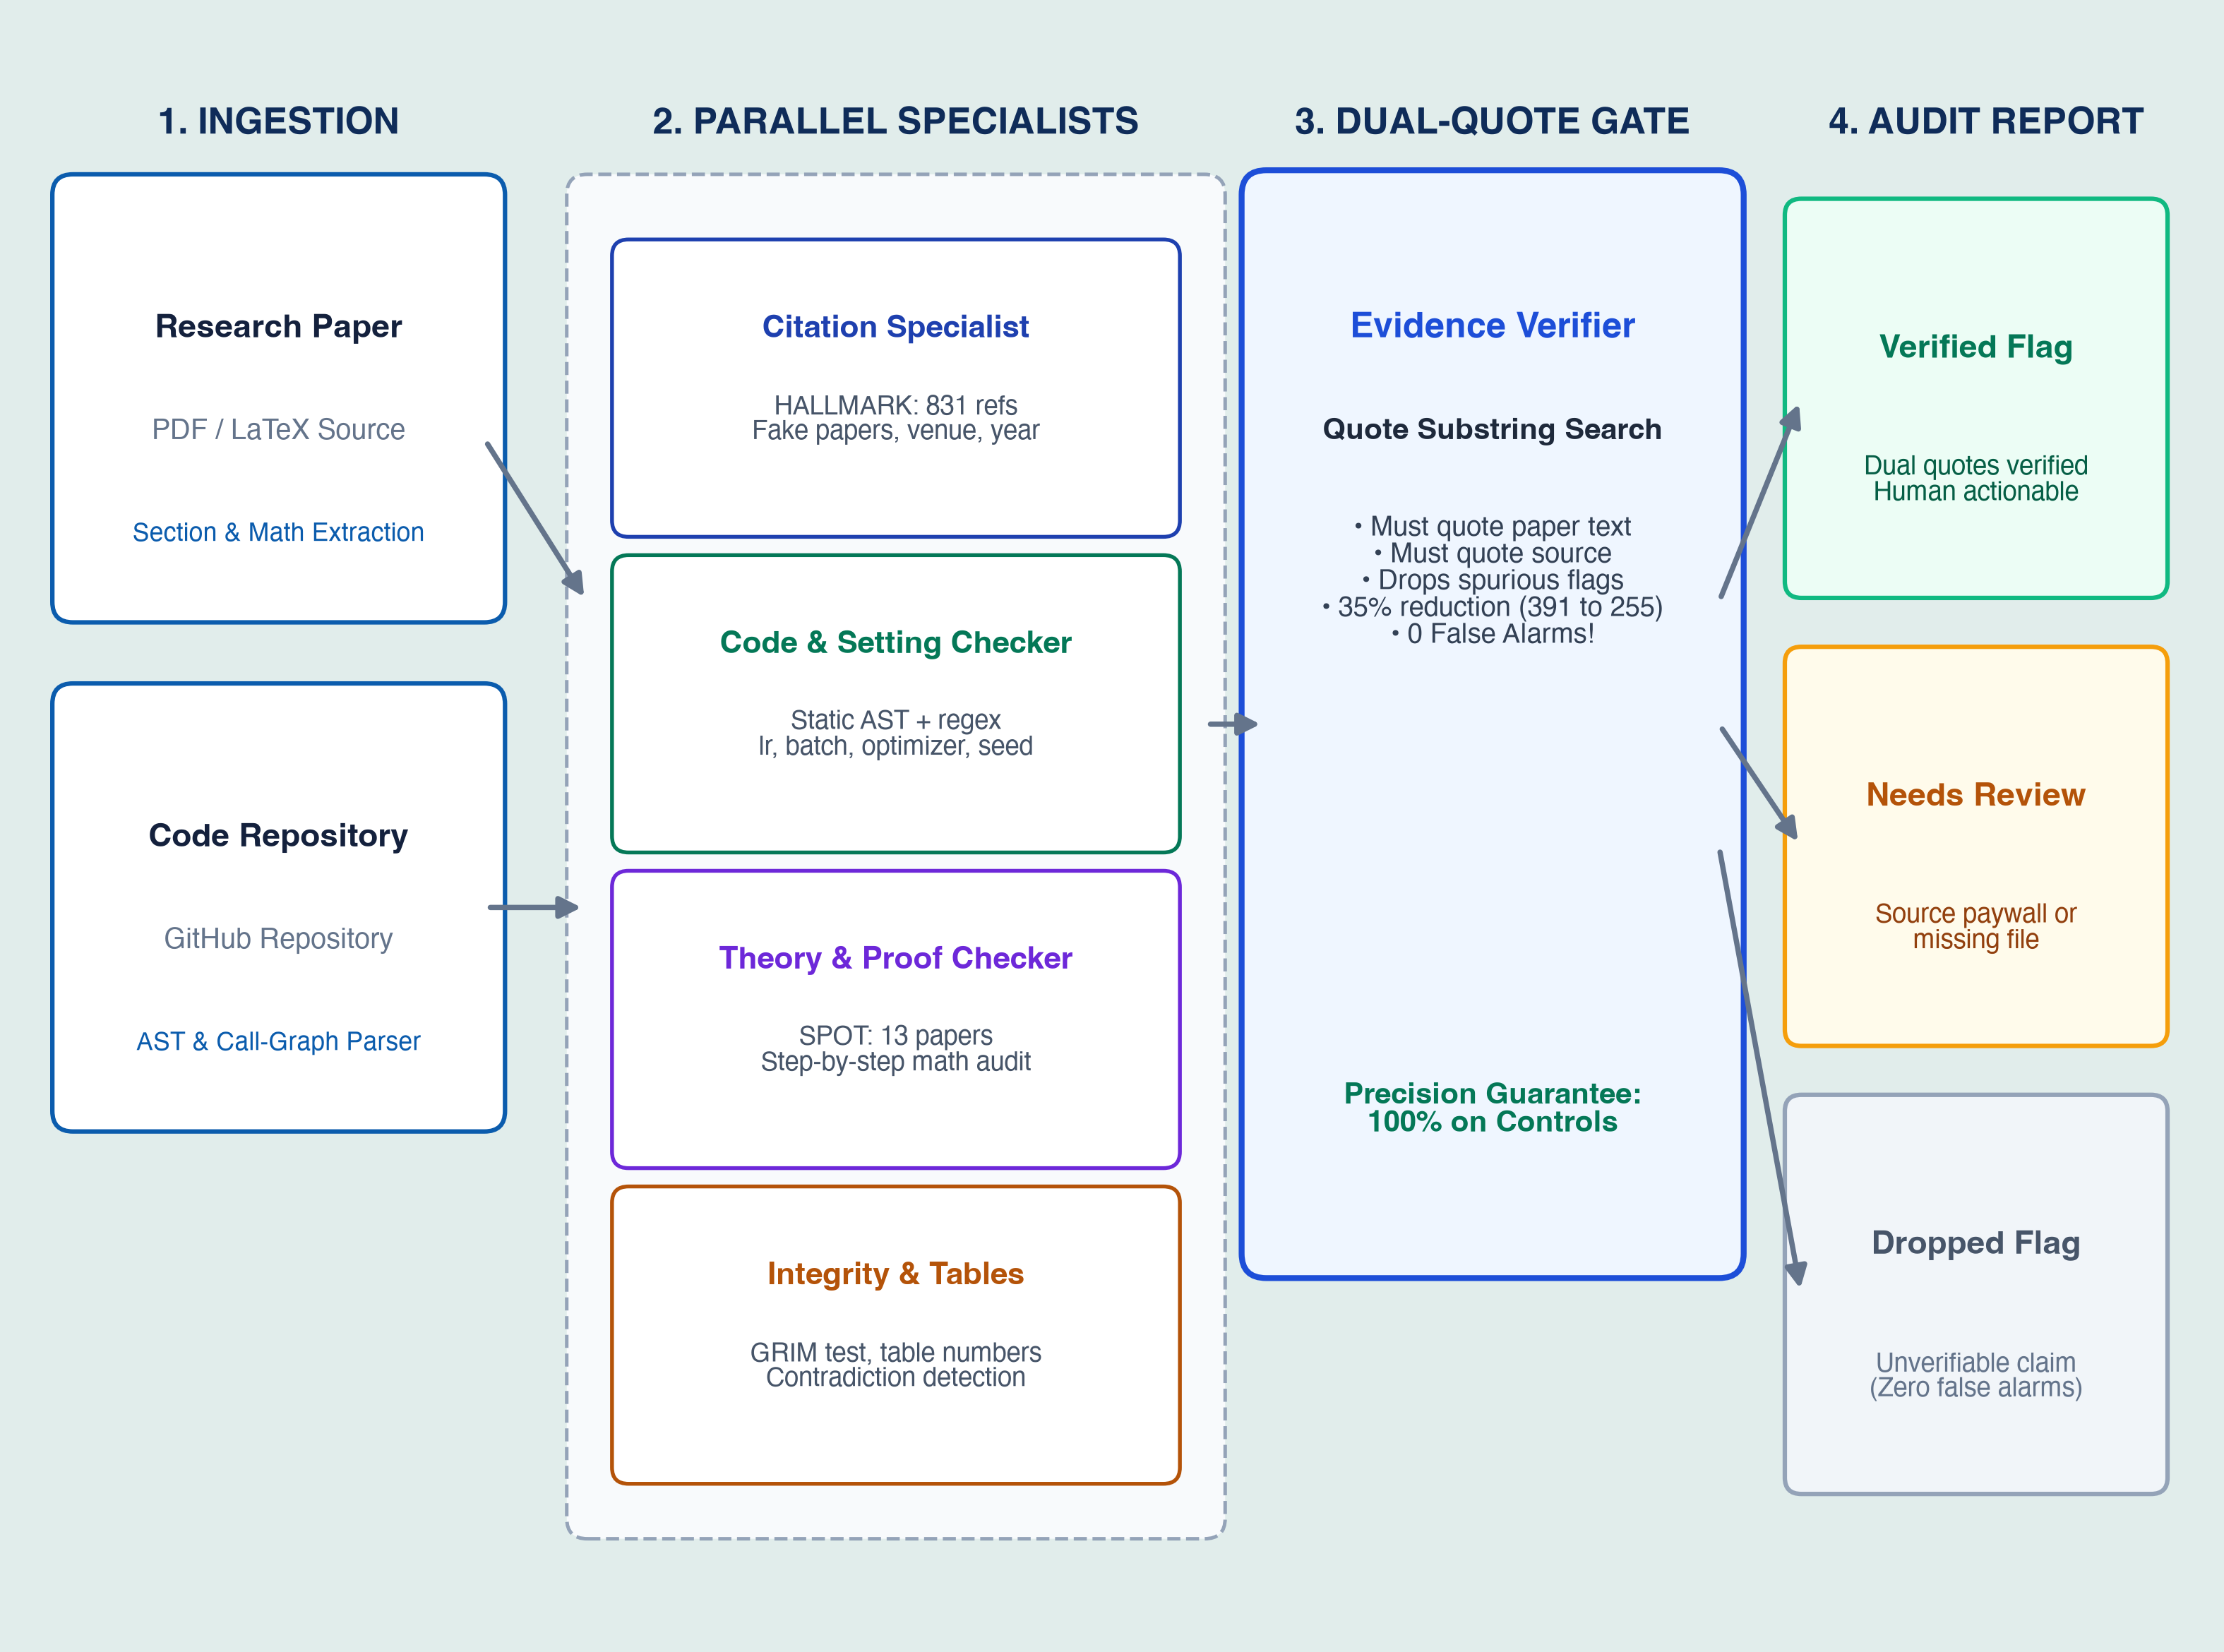 1. INGESTION
Research Paper
PDF / LaTeX Source
Section & Math Extraction
Code Repository
GitHub Repository
AST & Call-Graph Parser
2. PARALLEL SPECIALISTS
Citation Specialist
HALLMARK: 831 refs
Fake papers, venue, year
Code & Setting Checker
Static AST + regex
lr, batch, optimizer, seed
Theory & Proof Checker
SPOT: 13 papers
Step-by-step math audit
Integrity & Tables
GRIM test, table numbers
Contradiction detection
3. DUAL-QUOTE GATE
Evidence Verifier
Quote Substring Search
• Must quote paper text
• Must quote source
• Drops spurious flags
• 35% reduction (391 to 255)
• 0 False Alarms!
Precision Guarantee:
100% on Controls
4. AUDIT REPORT
Verified Flag
Dual quotes verified
Human actionable
Needs Review
Source paywall or
missing file
Dropped Flag
Unverifiable claim
(Zero false alarms)